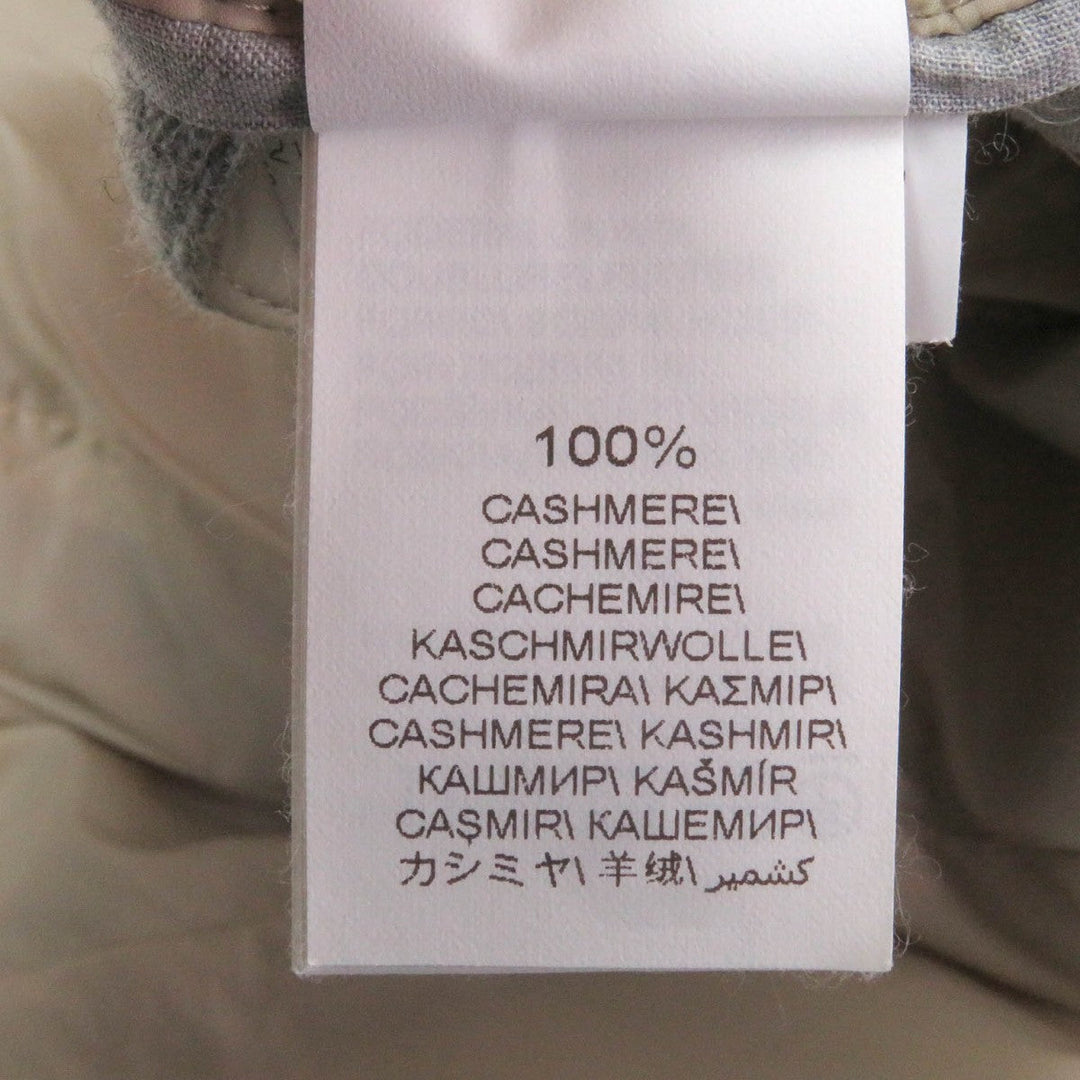 100%
CASHMERE\
CASHMERE\
CACHEMIRE\
KASCHMIRWOLLE\
CACHEMIRA\ ΚΑΣΜΙΡ\
CASHMERE\ KASHMIR\
КАШМИР\ KAŠMÍR
CAȘMIR\ КАШЕМИР\
カシミヤ\ 羊绒\ كشمير